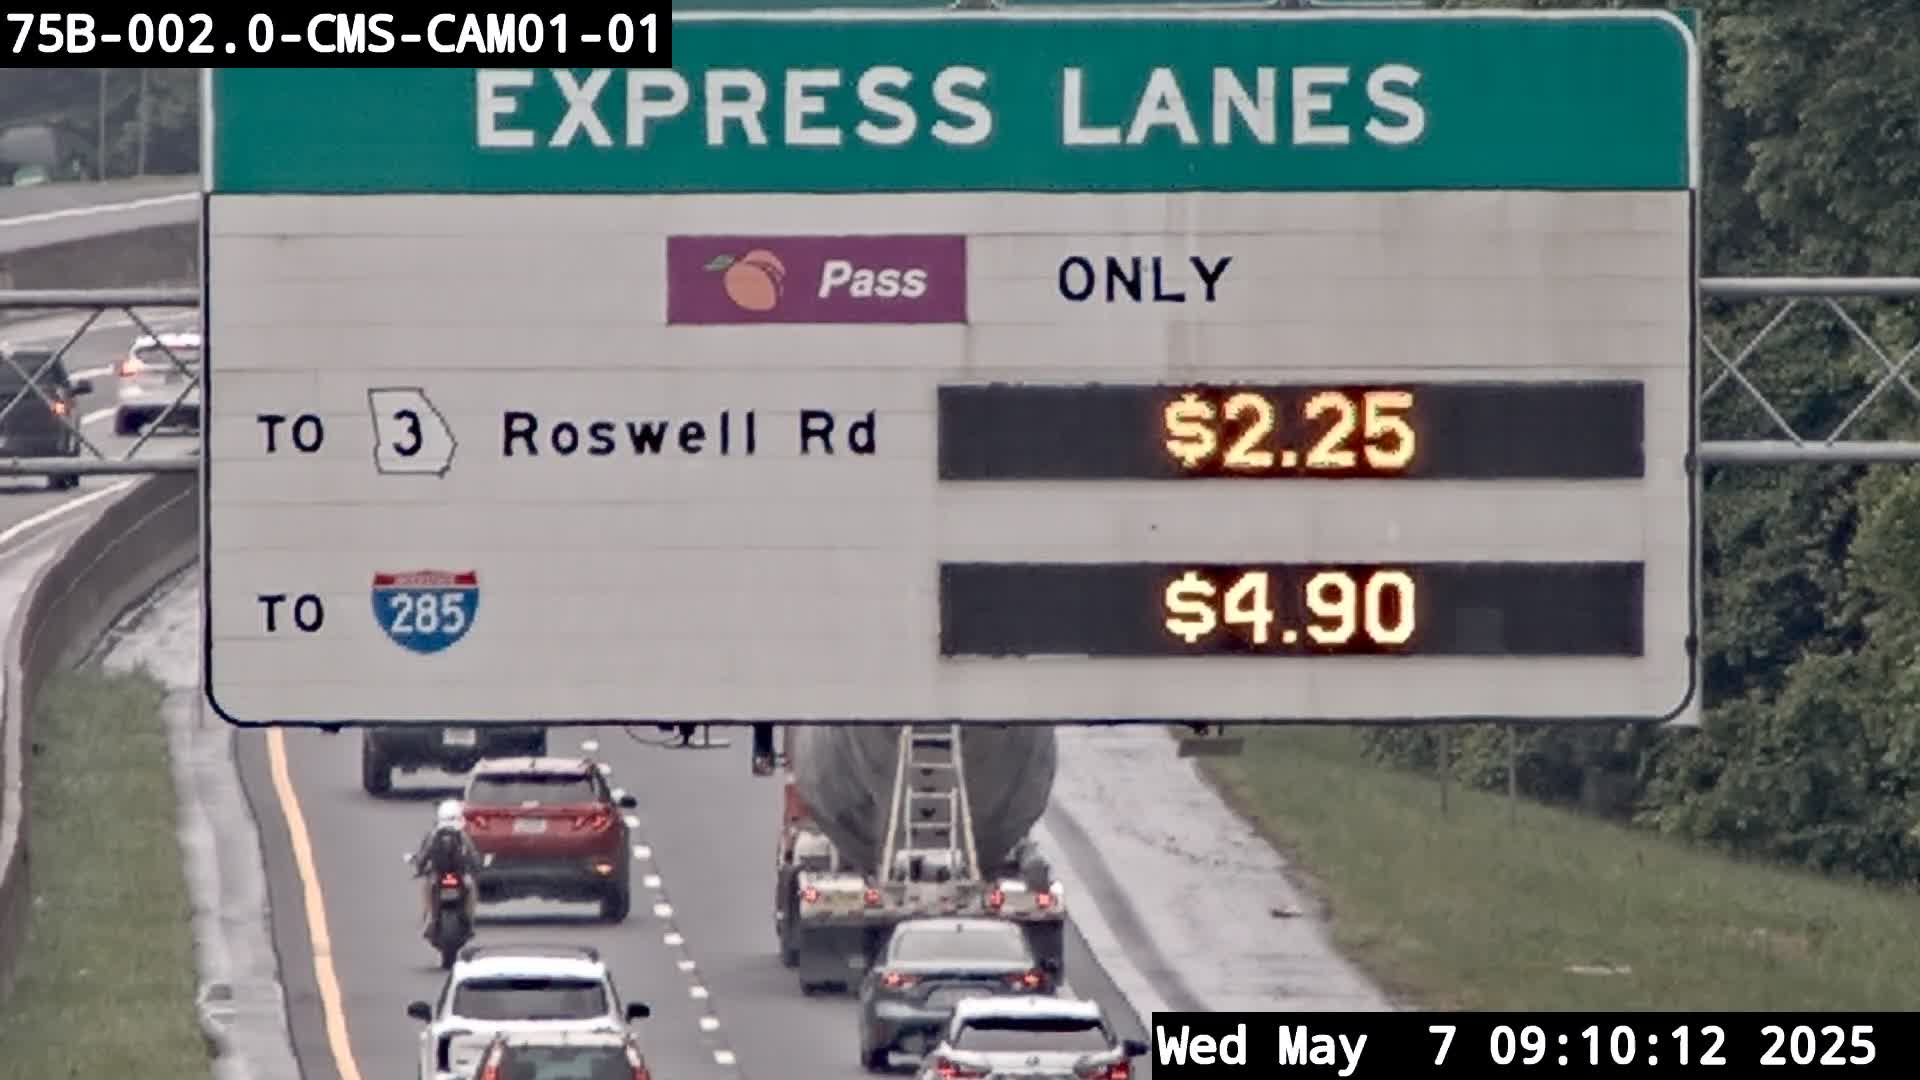 75B-002.0-CMS-CAM01-01
EXPRESS LANES
Pass ONLY
TO 3 Roswell Rd $2.25
TO 285 $4.90
Wed May 7 09:10:12 2025